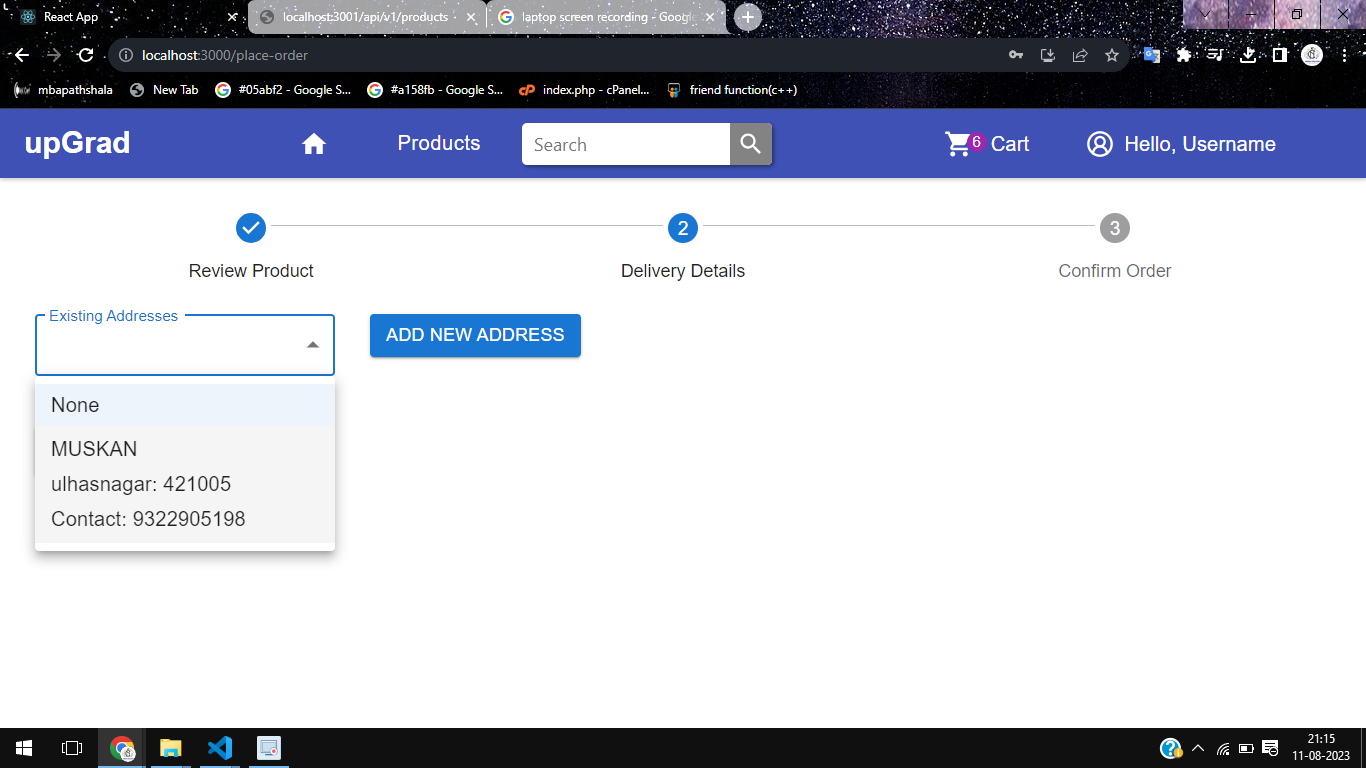 React App
localhost:3001/api/v1/products
laptop screen recording - Google
localhost:3000/place-order
mbapathshala
New Tab
#05abf2 - Google S...
#a158fb - Google S...
index.php - cPanel...
friend function(c++)
upGrad
Products
Search
6
Cart
Hello, Username
2
3
Review Product
Delivery Details
Confirm Order
Existing Addresses
ADD NEW ADDRESS
None
MUSKAN
ulhasnagar: 421005
Contact: 9322905198
21:15
11-08-2023